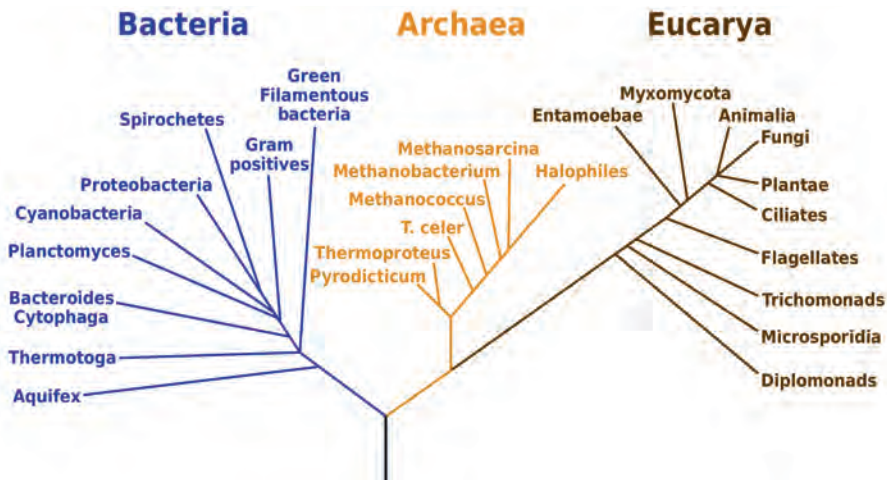 Bacteria
Archaea
Eucarya
Green
Filamentous
bacteria
Spirochetes
Gram
positives
Proteobacteria
Cyanobacteria
Planctomyces
Bacteroides
Cytophaga
Thermotoga
Aquifex
Methanosarcina
Methanobacterium
Halophiles
Methanococcus
T. celer
Thermoproteus
Pyrodicticum
Myxomycota
Entamoebae
Animalia
Fungi
Plantae
Ciliates
Flagellates
Trichomonads
Microsporidia
Diplomonads